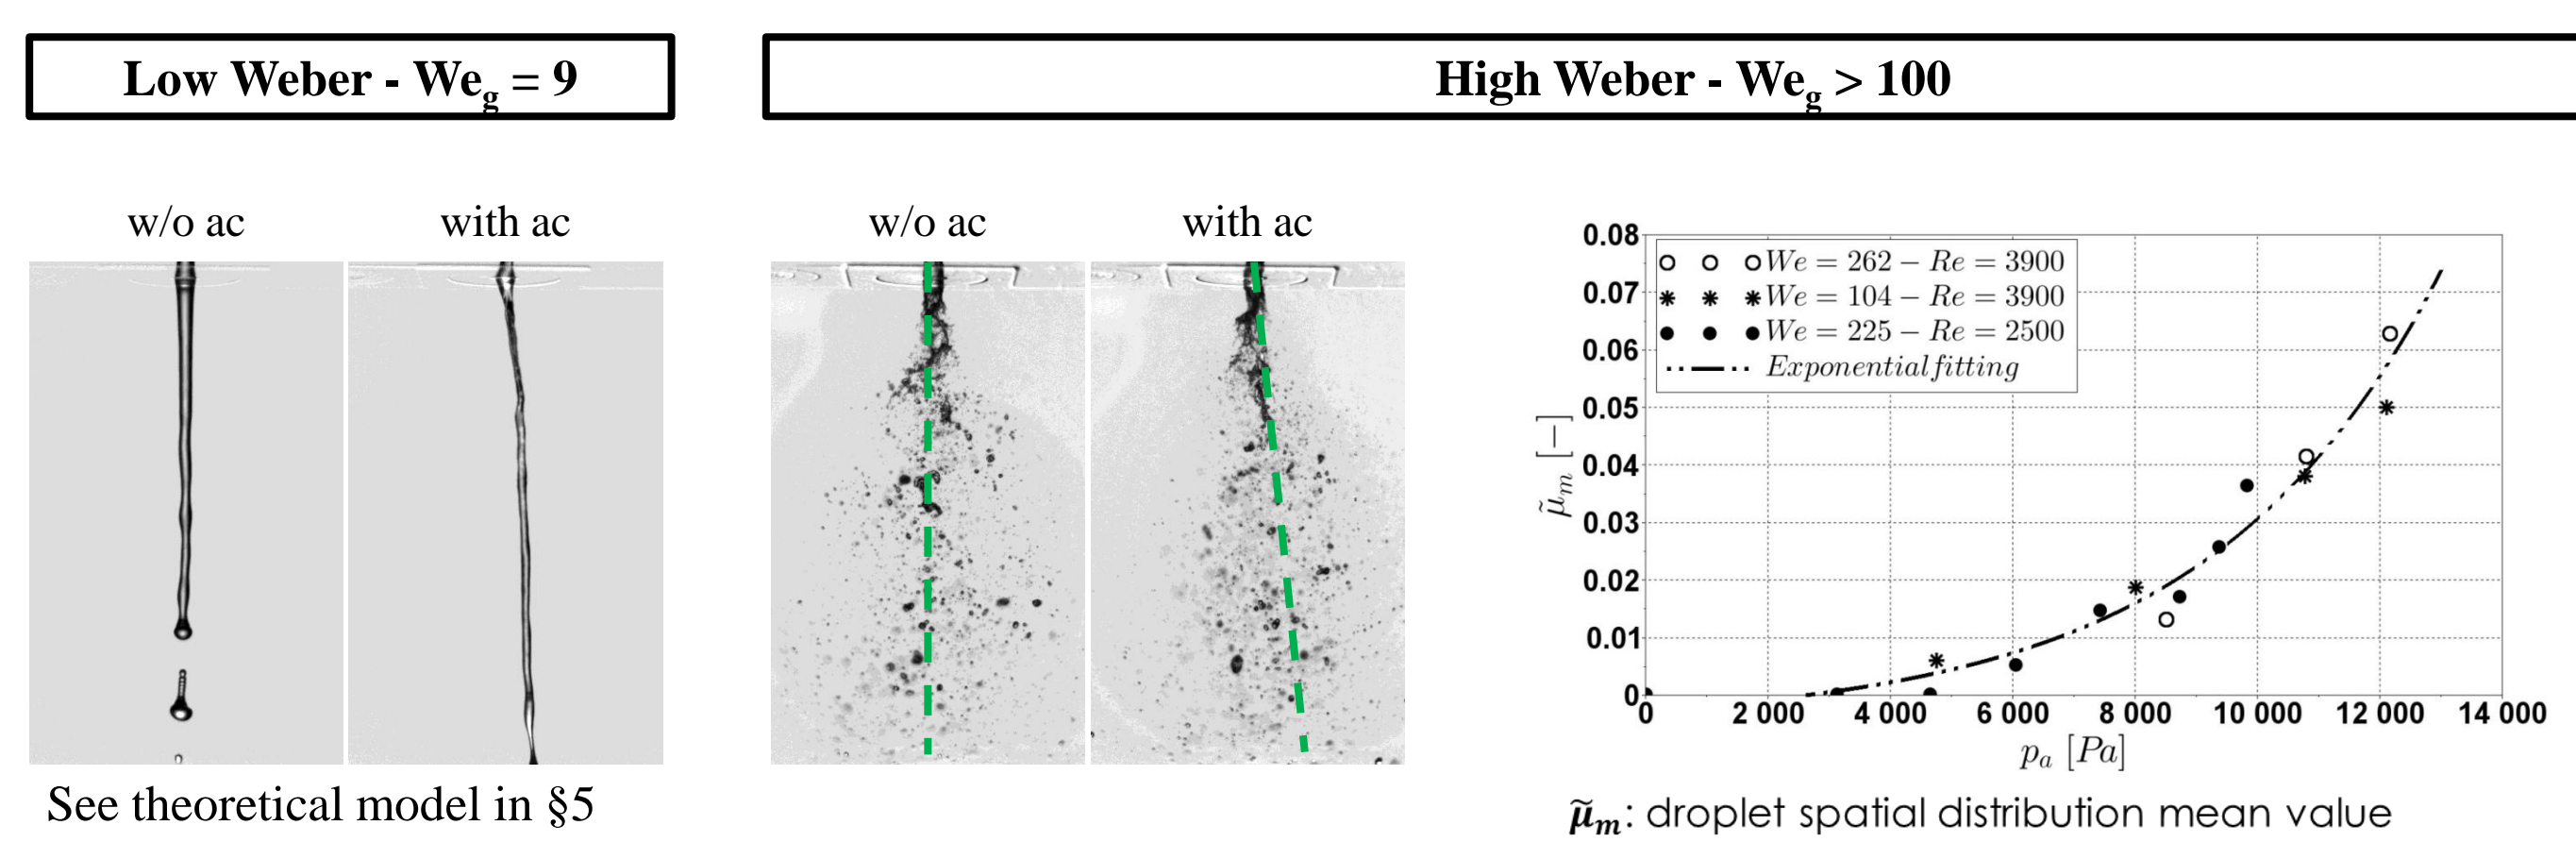 Low Weber - We_g = 9
High Weber - We_g > 100
w/o ac
with ac
w/o ac
with ac
See theoretical model in §5
We = 262 − Re = 3900
We = 104 − Re = 3900
We = 225 − Re = 2500
Exponentialfitting
0.08
0.07
0.06
0.05
0.04
0.03
0.02
0.01
0
μ̃_m [−]
0 2 000 4 000 6 000 8 000 10 000 12 000 14 000
p_a [Pa]
μ̃_m: droplet spatial distribution mean value